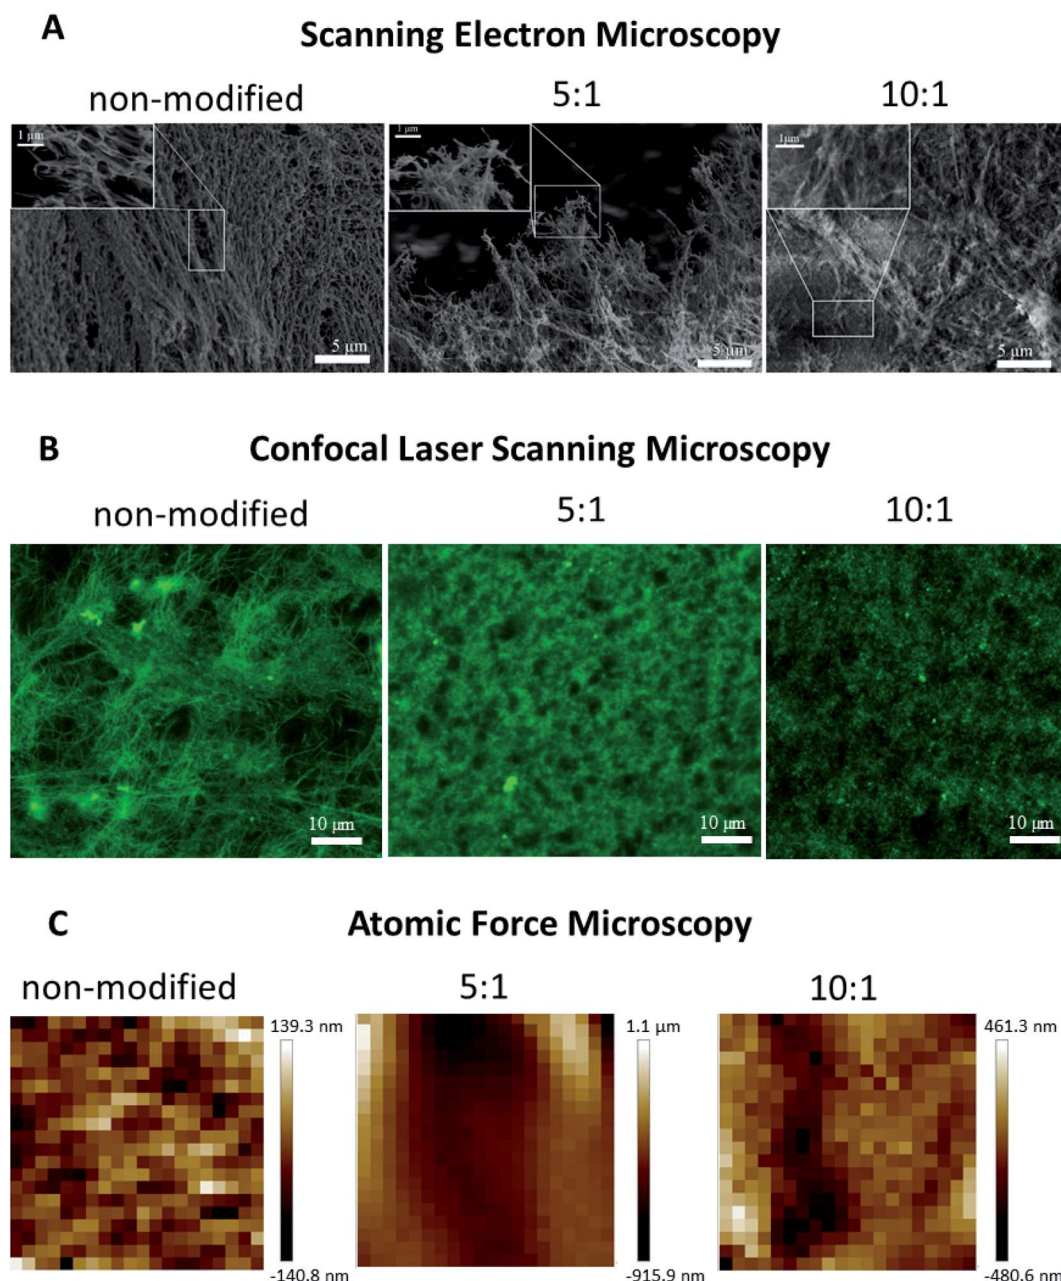 A
Scanning Electron Microscopy
non-modified
5:1
10:1
1 μm
5 μm
1 μm
5 μm
1μm
5 μm
B
Confocal Laser Scanning Microscopy
non-modified
5:1
10:1
10 μm
10 μm
10 μm
C
Atomic Force Microscopy
non-modified
5:1
10:1
139.3 nm
-140.8 nm
1.1 μm
-915.9 nm
461.3 nm
-480.6 nm